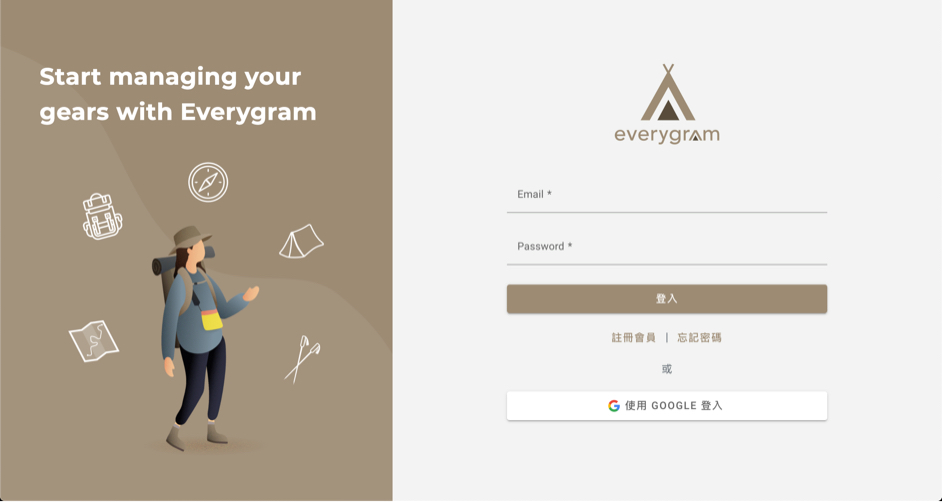 Start managing your
gears with Everygram
everygram
Email *
Password *
登入
註冊會員 | 忘記密碼
或
使用 GOOGLE 登入